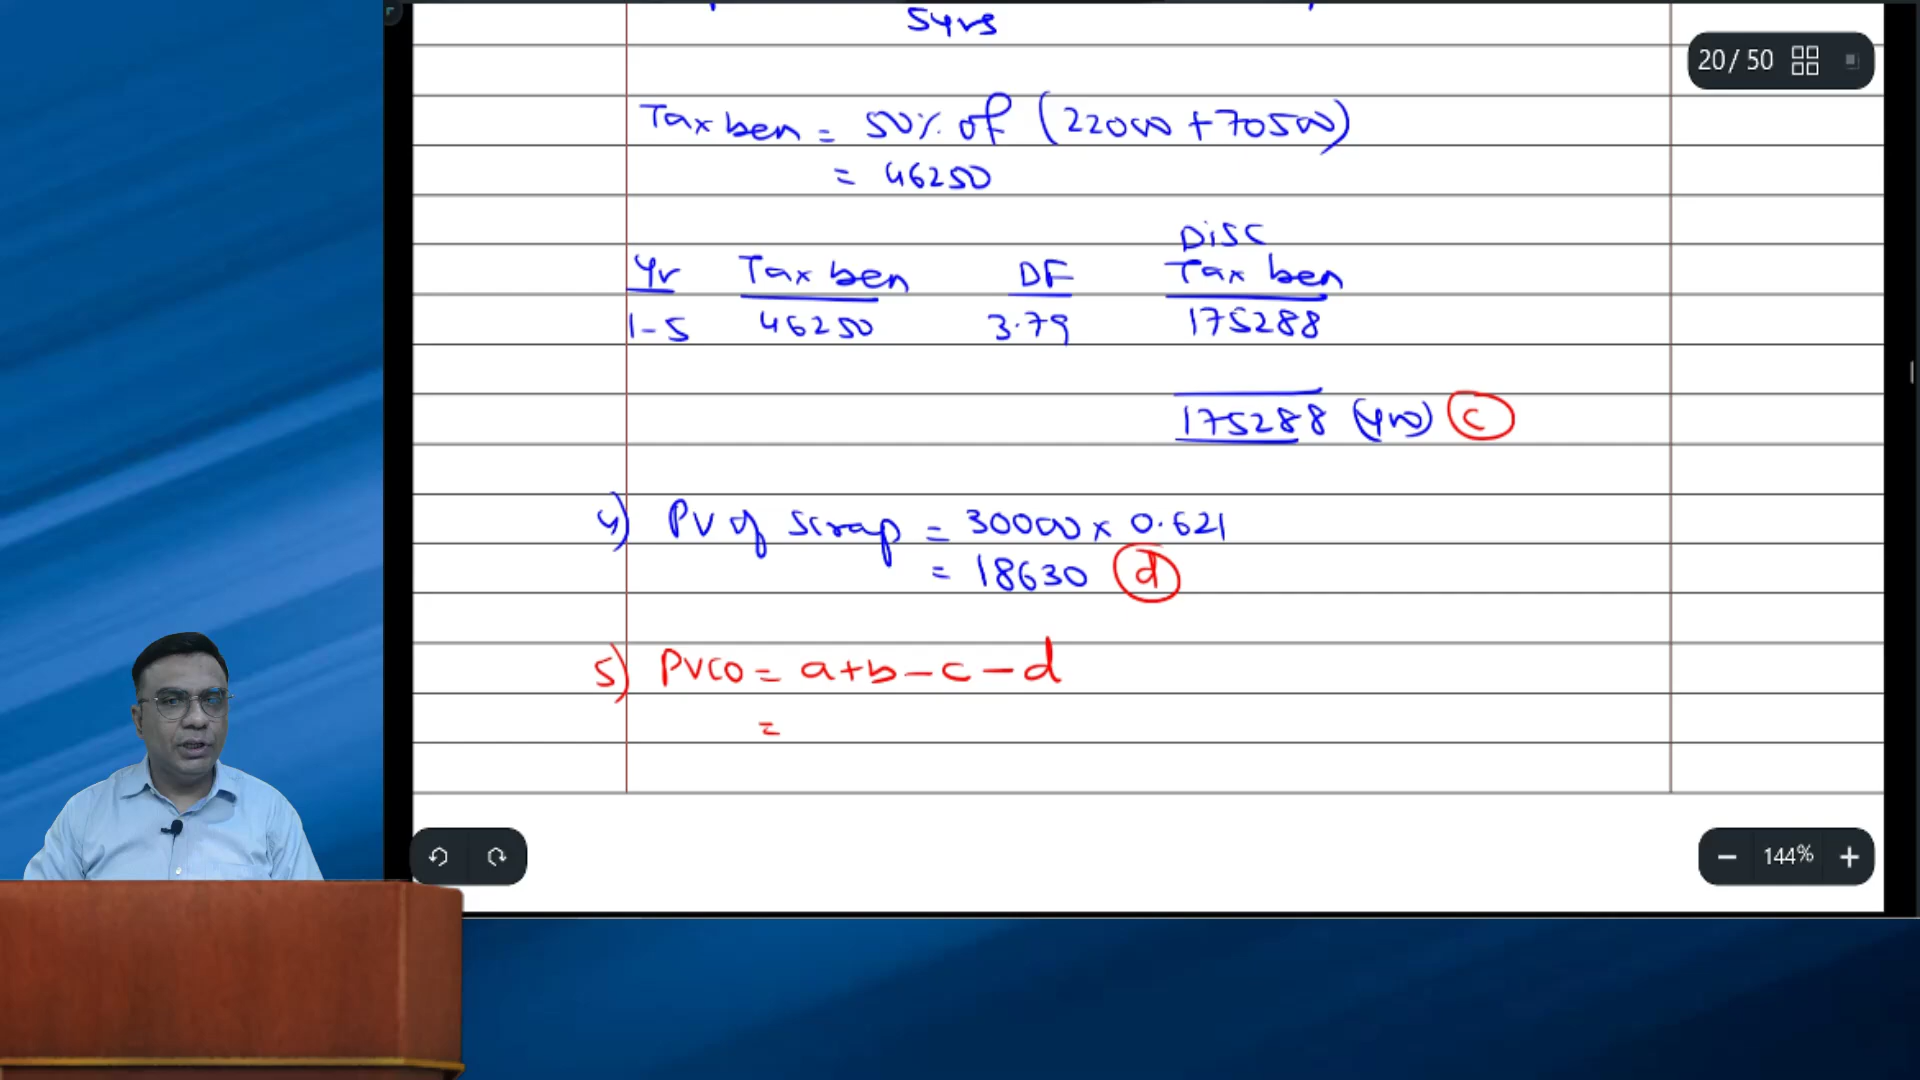 5yrs
20/ 50
Tax ben = 50% of (22000 + 70500)
= 46250
Disc
Yr Tax ben DF Tax ben
1-5 46250 3.79 175288
175288 c
4) PV of scrap = 30000 x 0.621
= 18630 d
5) PVCO = a+b-c-d
=
144%